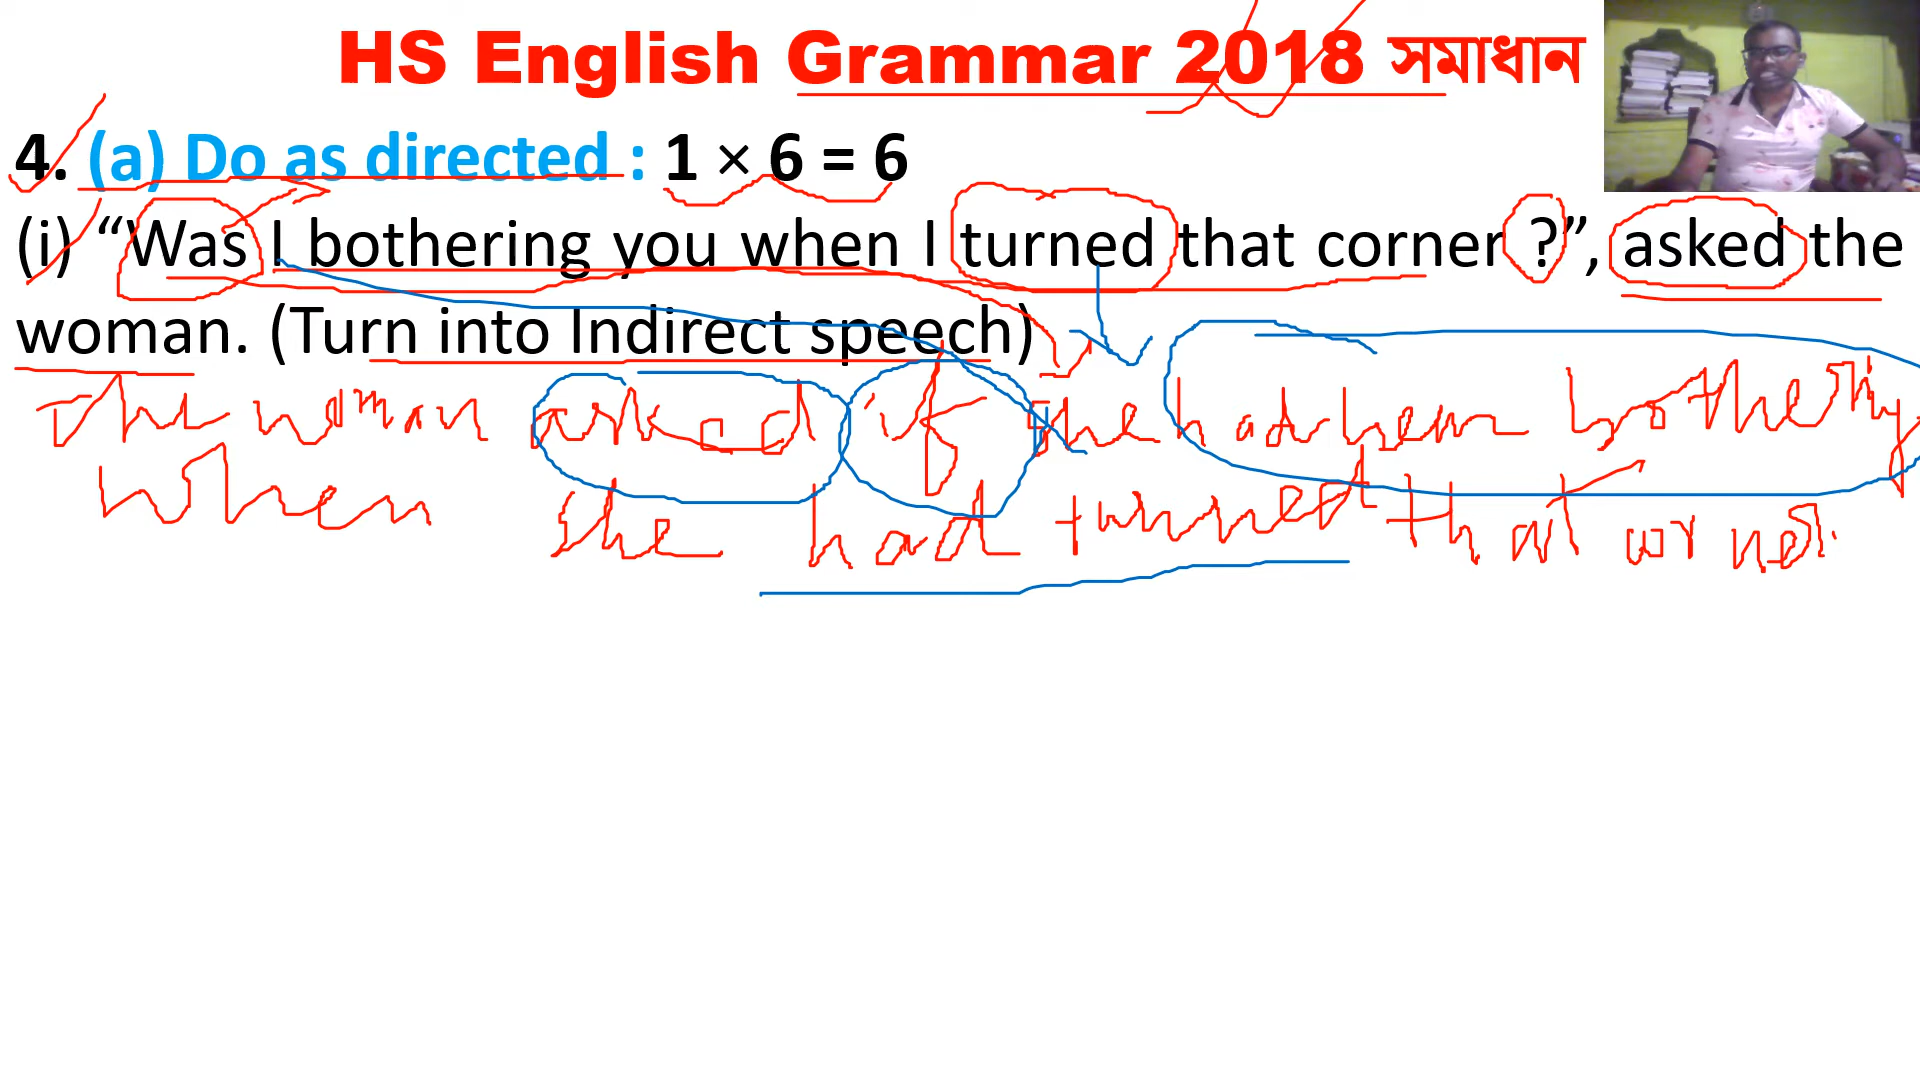 HS English Grammar 2018 সমাধান
4. (a) Do as directed : 1 × 6 = 6
(i) “Was I bothering you when I turned that corner ?”, asked the
woman. (Turn into Indirect speech)
The woman asked if she had been bothering
when she had turned that corner.